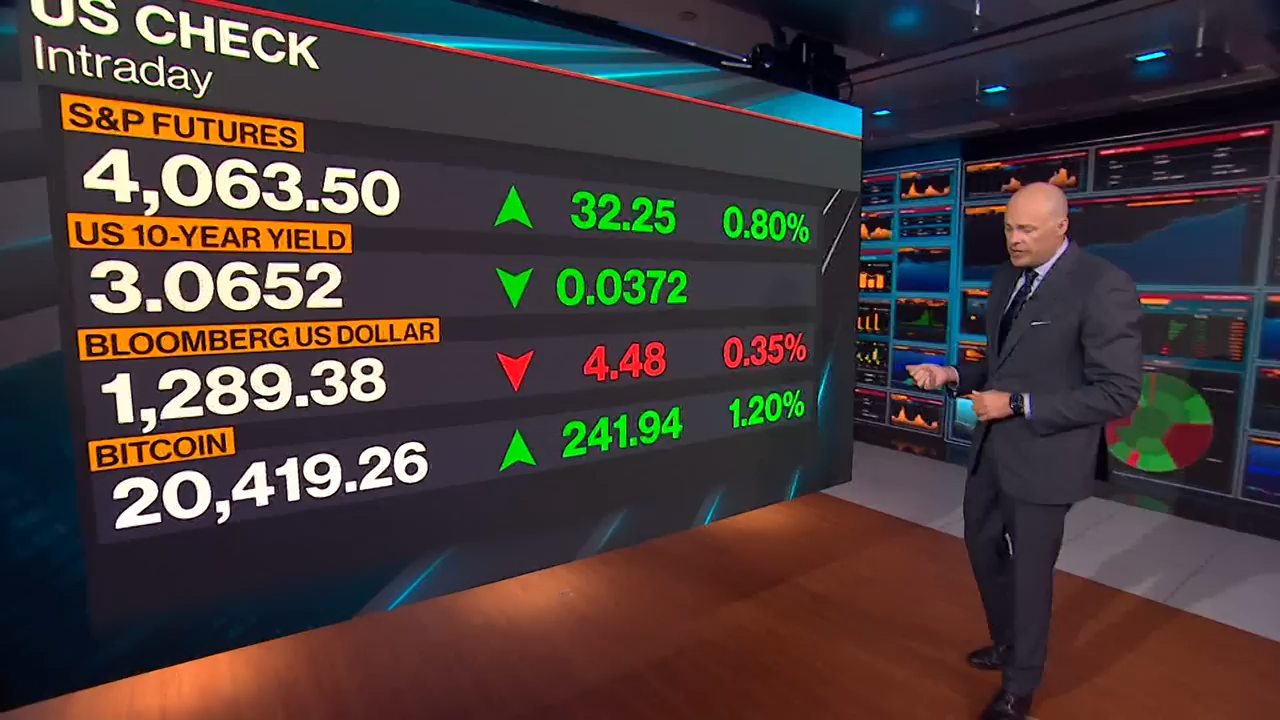 US CHECK
Intraday
S&P FUTURES
4,063.50 32.25 0.80%
US 10-YEAR YIELD
3.0652 0.0372
BLOOMBERG US DOLLAR
1,289.38 4.48 0.35%
BITCOIN
20,419.26 241.94 1.20%